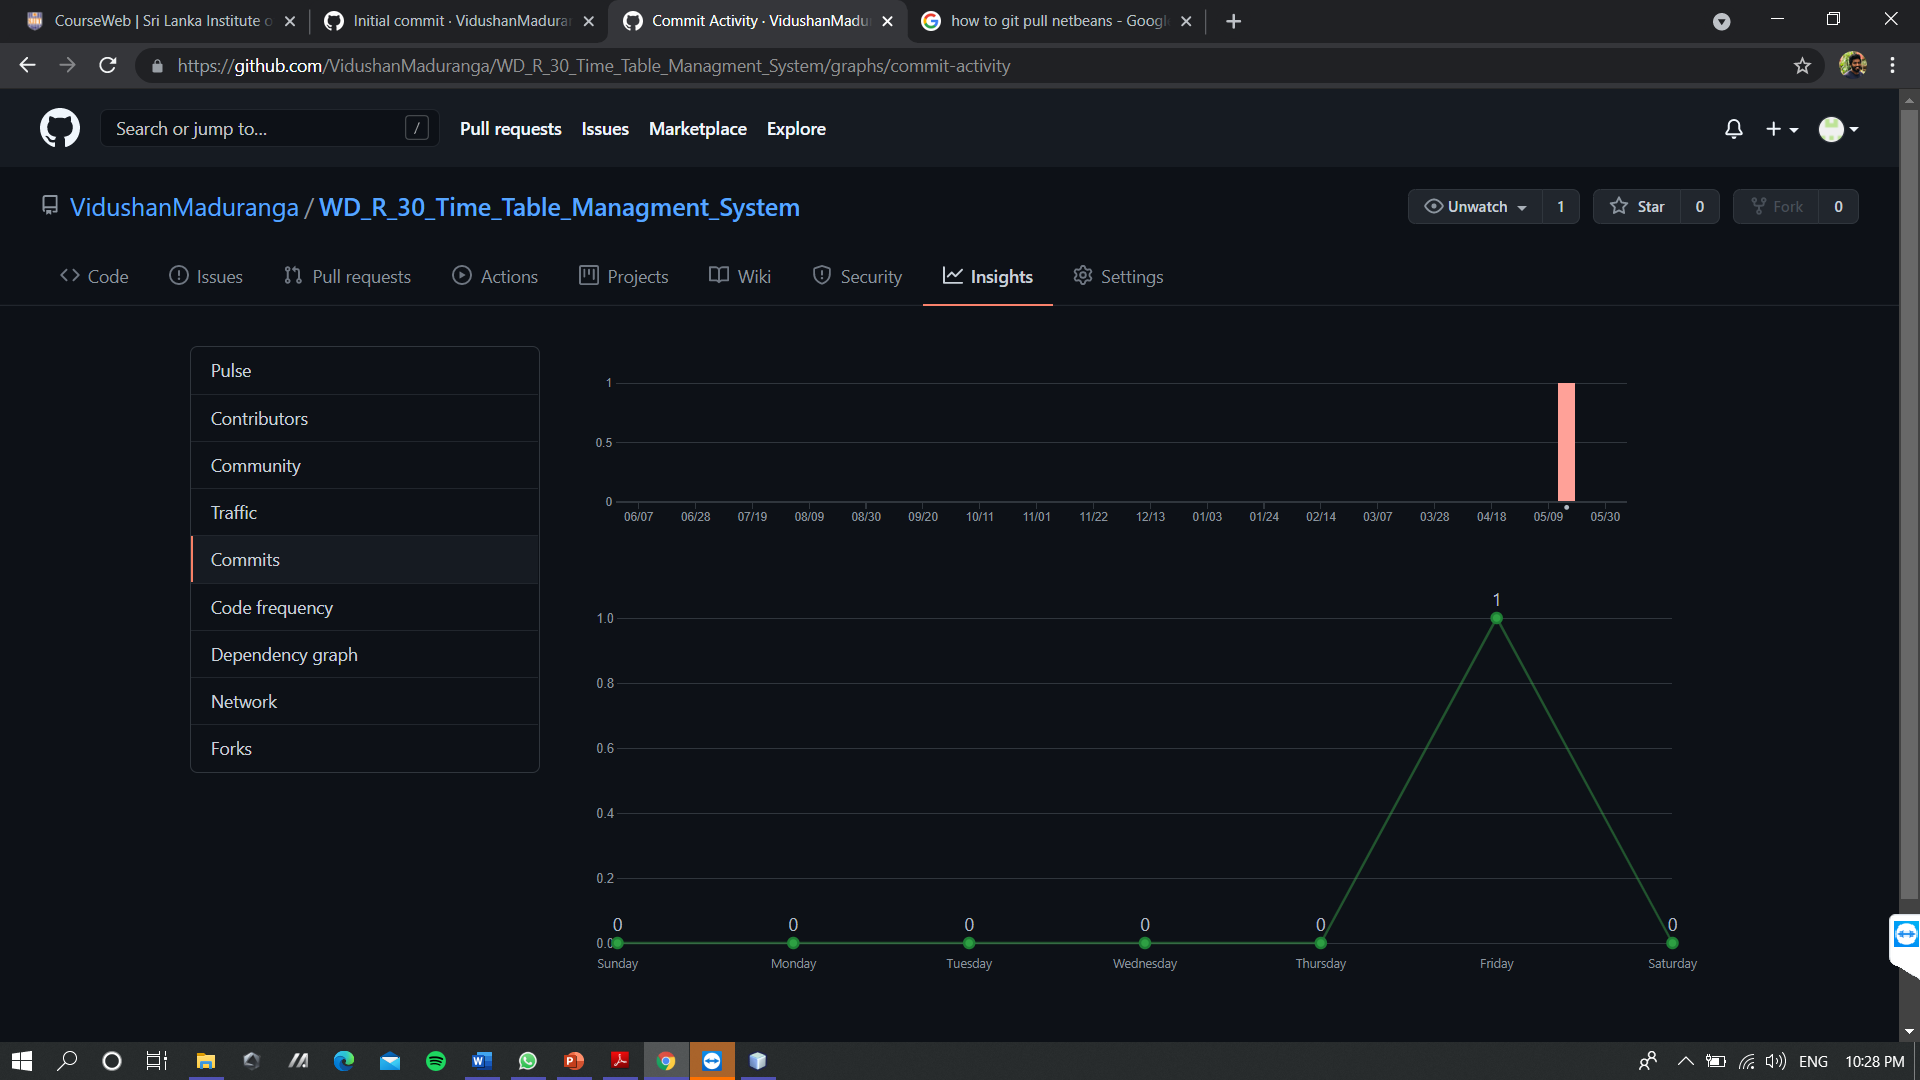 CourseWeb | Sri Lanka Institute o
Initial commit · VidushanMaduran
Commit Activity · VidushanMadu
how to git pull netbeans - Google
https://github.com/VidushanMaduranga/WD_R_30_Time_Table_Managment_System/graphs/commit-activity
Search or jump to... /
Pull requests Issues Marketplace Explore
VidushanMaduranga / WD_R_30_Time_Table_Managment_System
Unwatch 1 Star 0 Fork 0
Code Issues Pull requests Actions Projects Wiki Security Insights Settings
Pulse
Contributors
Community
Traffic
Commits
Code frequency
Dependency graph
Network
Forks
1
0.5
0
06/07 06/28 07/19 08/09 08/30 09/20 10/11 11/01 11/22 12/13 01/03 01/24 02/14 03/07 03/28 04/18 05/09 05/30
1
1.0
0.8
0.6
0.4
0.2
0 0 0 0 0 0
0.0
Sunday Monday Tuesday Wednesday Thursday Friday Saturday
ENG 10:28 PM